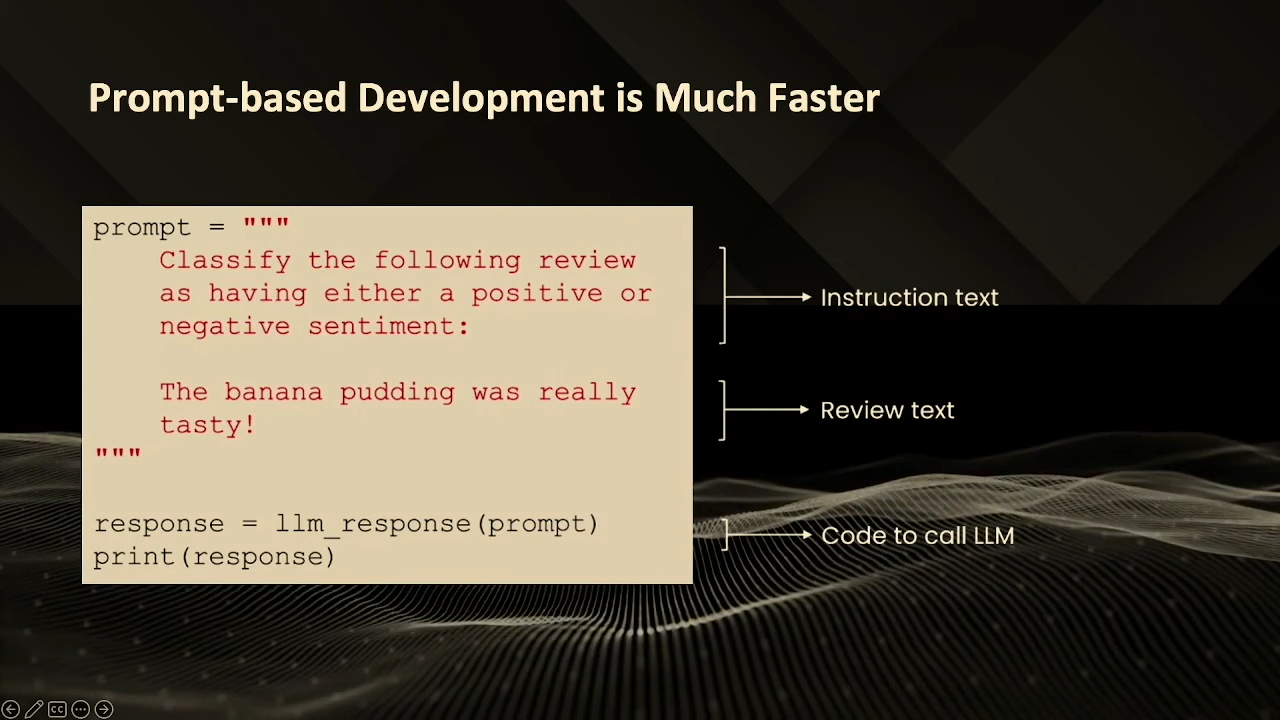 Prompt-based Development is Much Faster
prompt = """
Classify the following review
as having either a positive or
negative sentiment:
The banana pudding was really
tasty!
"""
response = llm_response(prompt)
print(response)
Instruction text
Review text
Code to call LLM
CC